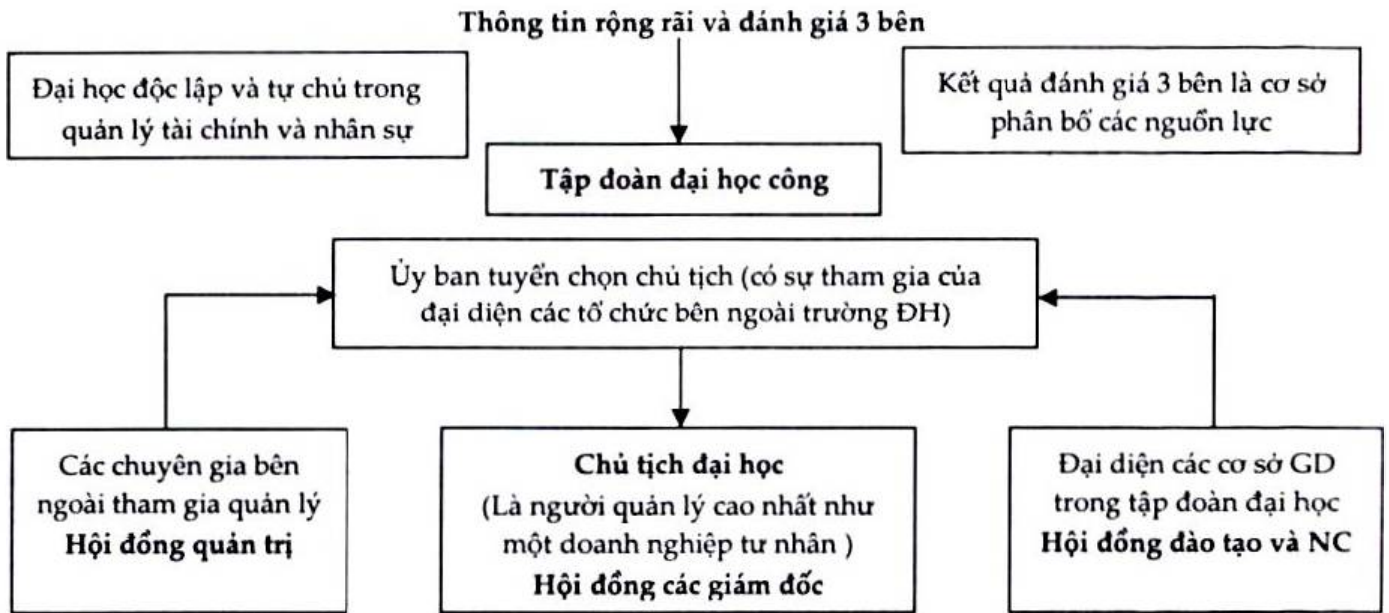 Thông tin rộng rãi và đánh giá 3 bên
Đại học độc lập và tự chủ trong
quản lý tài chính và nhân sự
Kết quả đánh giá 3 bên là cơ sở
phân bổ các nguồn lực
Tập đoàn đại học công
Ủy ban tuyển chọn chủ tịch (có sự tham gia của
đại diện các tổ chức bên ngoài trường ĐH)
Các chuyên gia bên
ngoài tham gia quản lý
Hội đồng quản trị
Chủ tịch đại học
(Là người quản lý cao nhất như
một doanh nghiệp tư nhân )
Hội đồng các giám đốc
Đại diện các cơ sở GD
trong tập đoàn đại học
Hội đồng đào tạo và NC